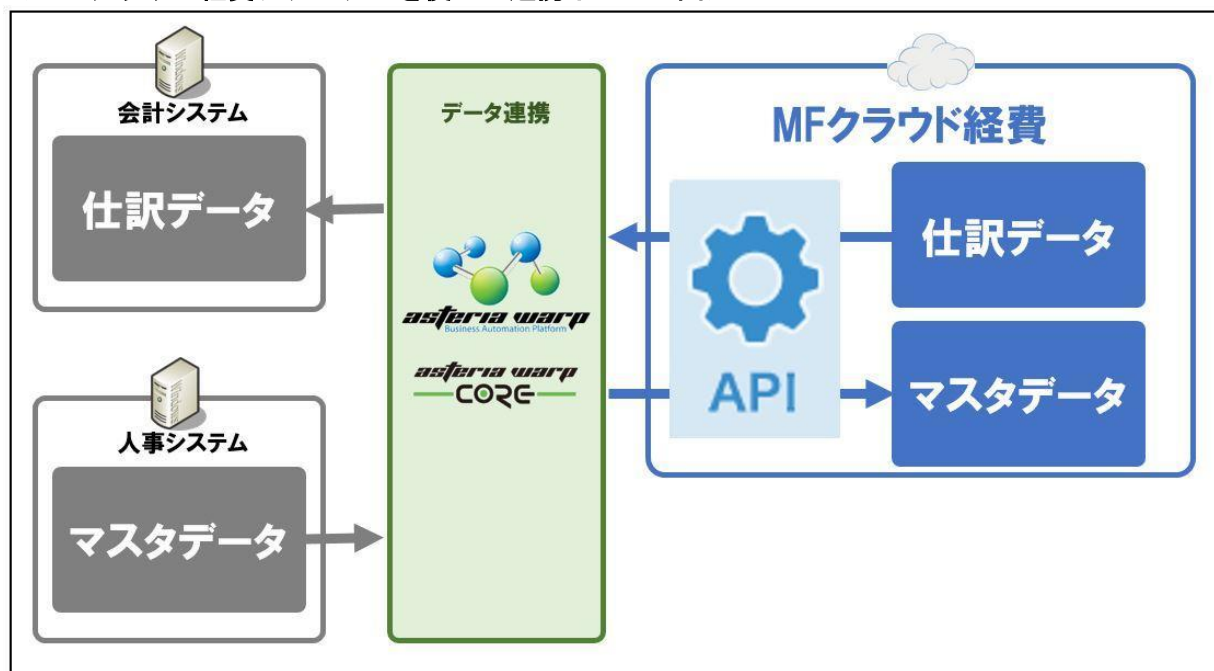 会計システム
仕訳データ
人事システム
マスタデータ
データ連携
asteria warp
Business Automation Platform
asteria warp
CORE
MFクラウド経費
API
仕訳データ
マスタデータ